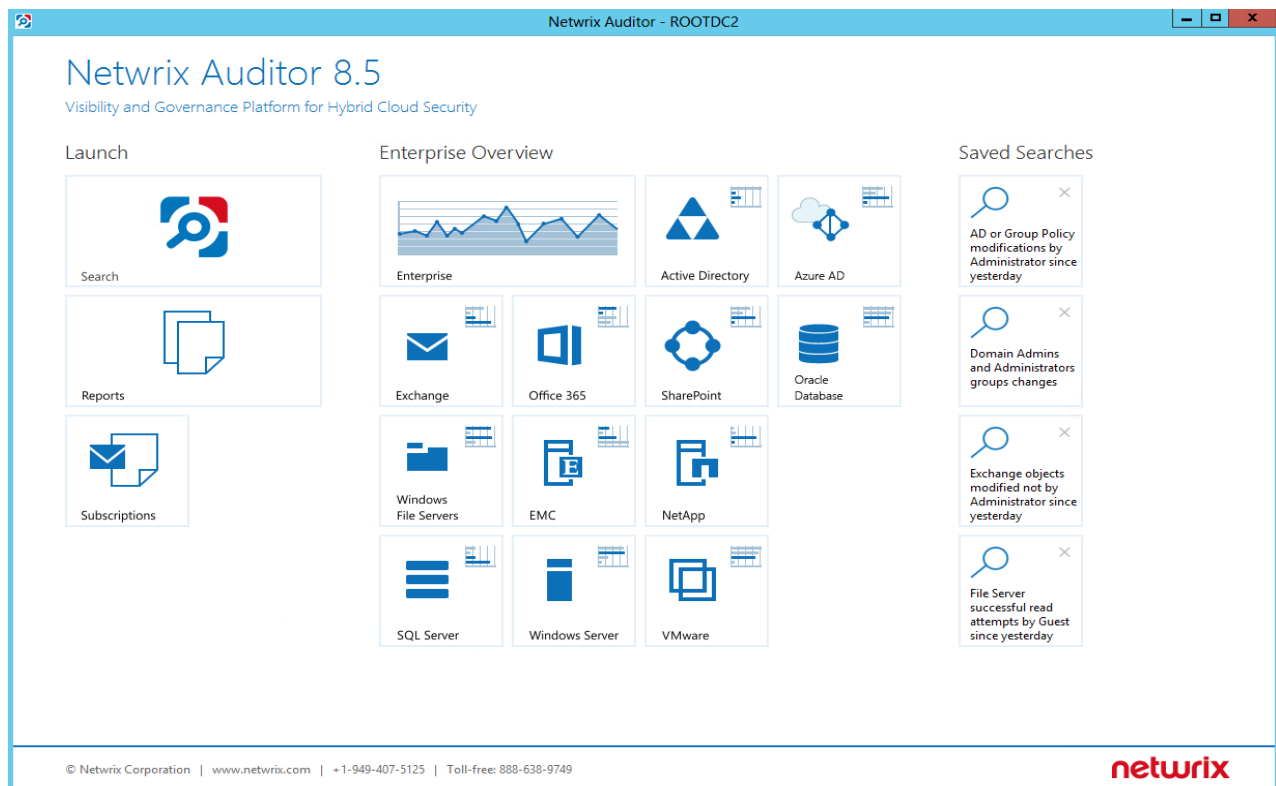 Netwrix Auditor - ROOTDC2
Netwrix Auditor 8.5
Visibility and Governance Platform for Hybrid Cloud Security
Launch
Search
Reports
Subscriptions
Enterprise Overview
Enterprise
Active Directory
Azure AD
Exchange
Office 365
SharePoint
Oracle
Database
Windows
File Servers
EMC
NetApp
SQL Server
Windows Server
VMware
Saved Searches
AD or Group Policy
modifications by
Administrator since
yesterday
Domain Admins
and Administrators
groups changes
Exchange objects
modified not by
Administrator since
yesterday
File Server
successful read
attempts by Guest
since yesterday
© Netwrix Corporation | www.netwrix.com | +1-949-407-5125 | Toll-free: 888-638-9749
netwrix